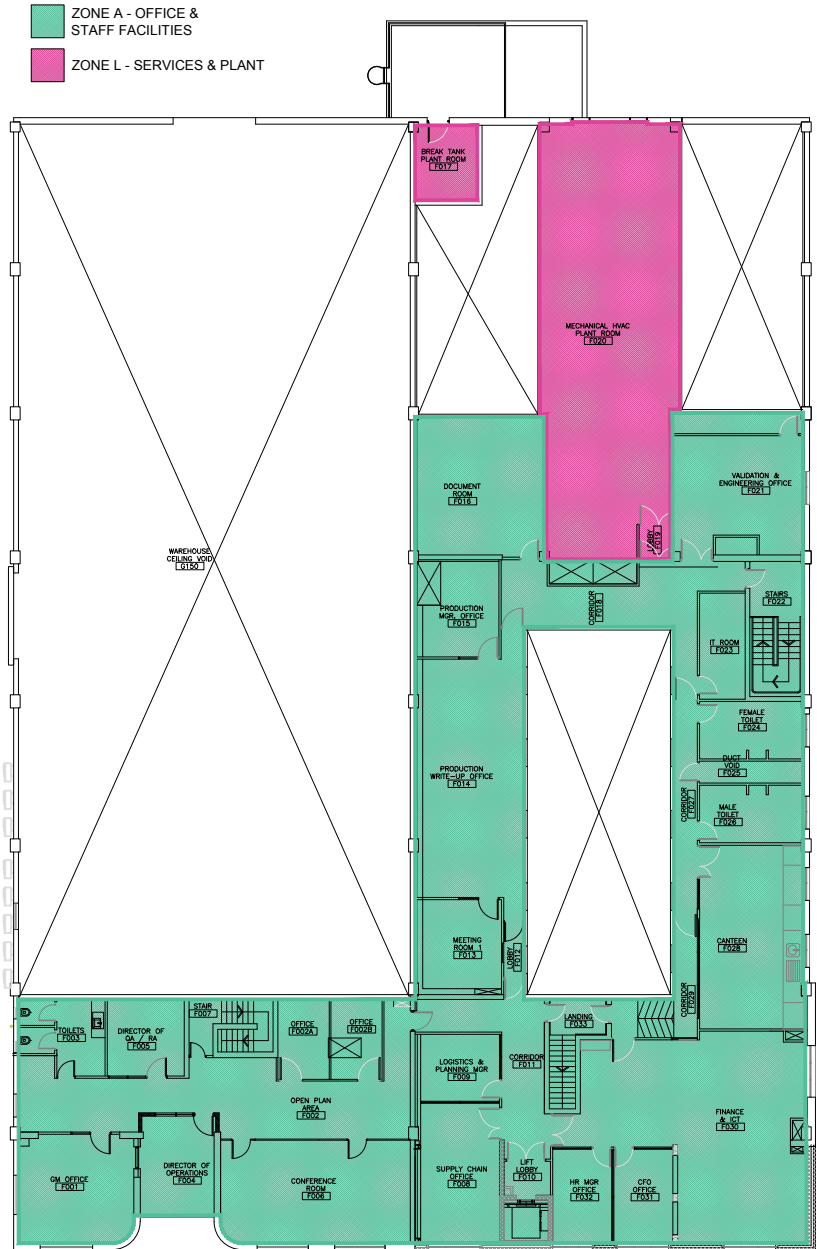 ZONE A - OFFICE &
STAFF FACILITIES
ZONE L - SERVICES & PLANT
BREAK TANK
PLANT ROOM
F017
MECHANICAL HVAC
PLANT ROOM
F020
DOCUMENT
ROOM
F016
VALIDATION &
ENGINEERING OFFICE
F021
LOBBY
F019
WAREHOUSE
CEILING VOID
G150
PRODUCTION
MGR. OFFICE
F015
CORRIDOR
F018
STAIRS
F022
IT ROOM
F023
FEMALE
TOILET
F024
DUCT
VOID
F025
PRODUCTION
WRITE-UP OFFICE
F014
CORRIDOR
F027
MALE
TOILET
F026
MEETING
ROOM 1
F013
LOBBY
F012
CANTEEN
F028
CORRIDOR
F029
TOILETS
F003
DIRECTOR OF
QA / RA
F005
STAIR
F007
OFFICE
F002A
OFFICE
F002B
LANDING
F033
LOGISTICS &
PLANNING MGR
F009
CORRIDOR
F011
OPEN PLAN
AREA
F002
FINANCE
& ICT
F030
GM OFFICE
F001
DIRECTOR OF
OPERATIONS
F004
CONFERENCE
ROOM
F006
SUPPLY CHAIN
OFFICE
F008
LIFT
LOBBY
F010
HR MGR
OFFICE
F032
CFO
OFFICE
F031